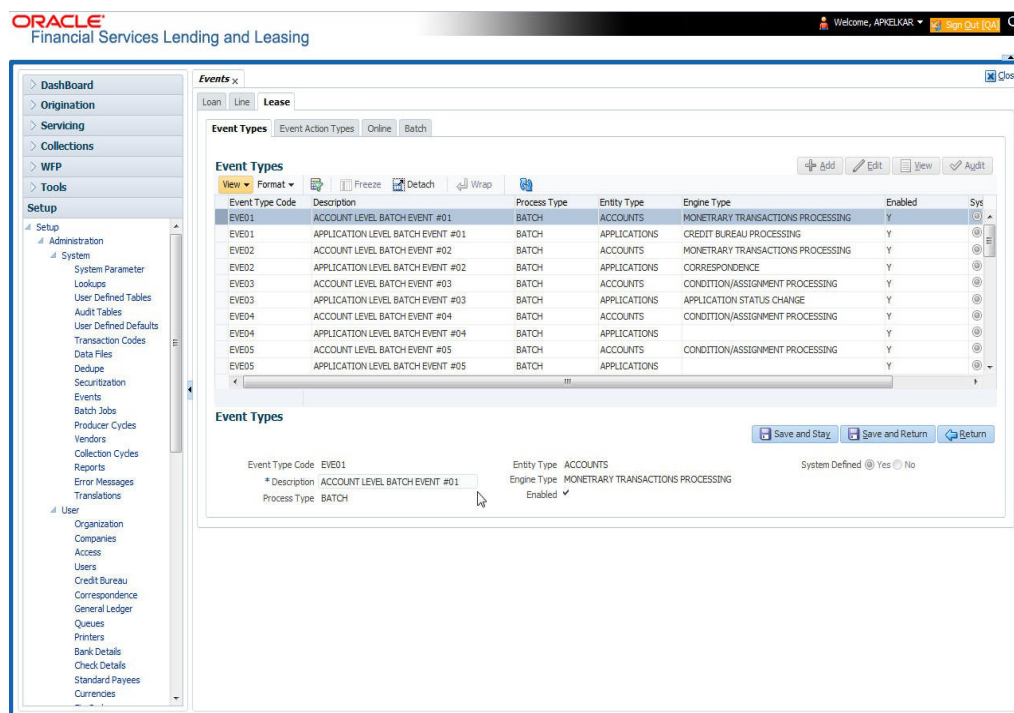 ORACLE
Financial Services Lending and Leasing
Welcome, APKELKAR
Sign Out [QA]
DashBoard
Origination
Servicing
Collections
WFP
Tools
Setup
Setup
Administration
System
System Parameter
Lookups
User Defined Tables
Audit Tables
User Defined Defaults
Transaction Codes
Data Files
Dedupe
Securitization
Events
Batch Jobs
Producer Cycles
Vendors
Collection Cycles
Reports
Error Messages
Translations
User
Organization
Companies
Access
Users
Credit Bureau
Correspondence
General Ledger
Queues
Printers
Bank Details
Check Details
Standard Payees
Currencies
Events x
Clos
Loan Line Lease
Event Types Event Action Types Online Batch
Event Types
Add Edit View Audit
View Format Freeze Detach Wrap
Event Type Code Description Process Type Entity Type Engine Type Enabled Sys
EVE01 ACCOUNT LEVEL BATCH EVENT #01 BATCH ACCOUNTS MONETRARY TRANSACTIONS PROCESSING Y
EVE01 APPLICATION LEVEL BATCH EVENT #01 BATCH APPLICATIONS CREDIT BUREAU PROCESSING Y
EVE02 ACCOUNT LEVEL BATCH EVENT #02 BATCH ACCOUNTS MONETRARY TRANSACTIONS PROCESSING Y
EVE02 APPLICATION LEVEL BATCH EVENT #02 BATCH APPLICATIONS CORRESPONDENCE Y
EVE03 ACCOUNT LEVEL BATCH EVENT #03 BATCH ACCOUNTS CONDITION/ASSIGNMENT PROCESSING Y
EVE03 APPLICATION LEVEL BATCH EVENT #03 BATCH APPLICATIONS APPLICATION STATUS CHANGE Y
EVE04 ACCOUNT LEVEL BATCH EVENT #04 BATCH ACCOUNTS CONDITION/ASSIGNMENT PROCESSING Y
EVE04 APPLICATION LEVEL BATCH EVENT #04 BATCH APPLICATIONS Y
EVE05 ACCOUNT LEVEL BATCH EVENT #05 BATCH ACCOUNTS CONDITION/ASSIGNMENT PROCESSING Y
EVE05 APPLICATION LEVEL BATCH EVENT #05 BATCH APPLICATIONS Y
Event Types
Save and Stay Save and Return Return
Event Type Code EVE01 Entity Type ACCOUNTS System Defined Yes No
* Description ACCOUNT LEVEL BATCH EVENT #01 Engine Type MONETRARY TRANSACTIONS PROCESSING
Process Type BATCH Enabled